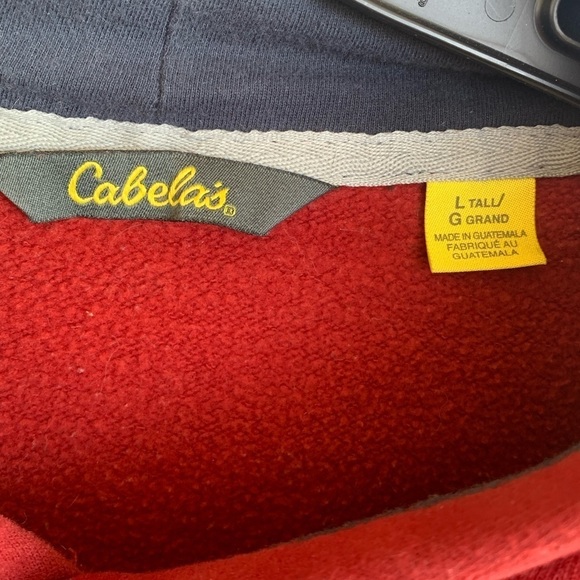 Cabela's®
L TALL/
G GRAND
MADE IN GUATEMALA
FABRIQUÉ AU
GUATEMALA